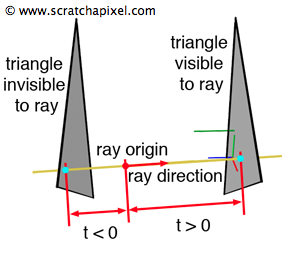 © www.scratchapixel.com
triangle
invisible
to ray
triangle
visible
to ray
ray origin
ray direction
t < 0
t > 0